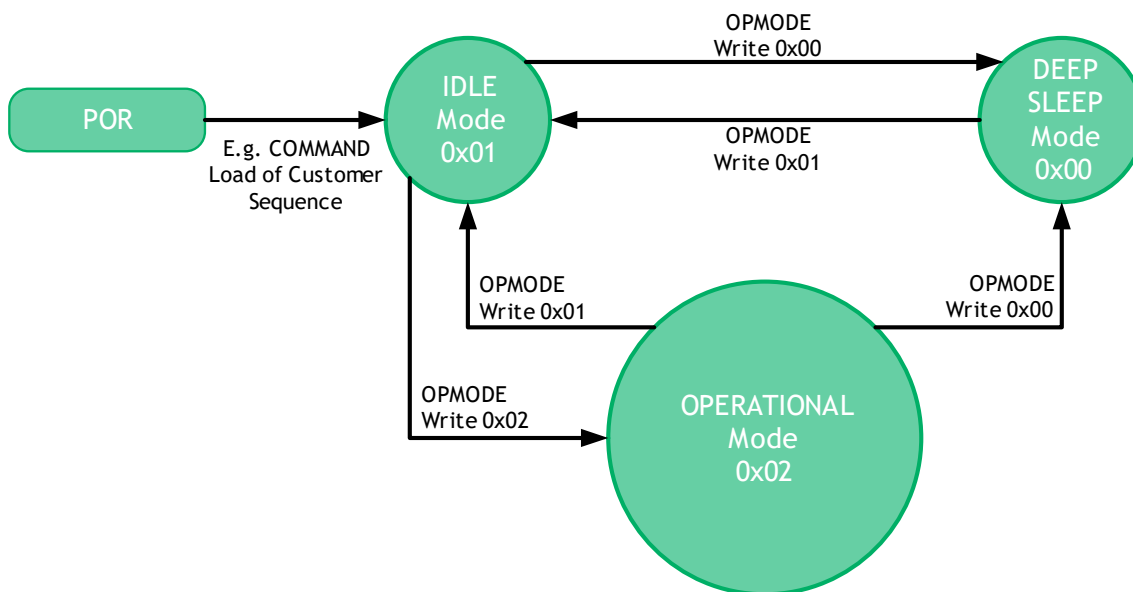 OPMODE
Write 0x00
POR
IDLE
Mode
0x01
DEEP
SLEEP
Mode
0x00
OPMODE
Write 0x01
E.g. COMMAND
Load of Customer
Sequence
OPMODE
Write 0x01
OPMODE
Write 0x00
OPMODE
Write 0x02
OPERATIONAL
Mode
0x02